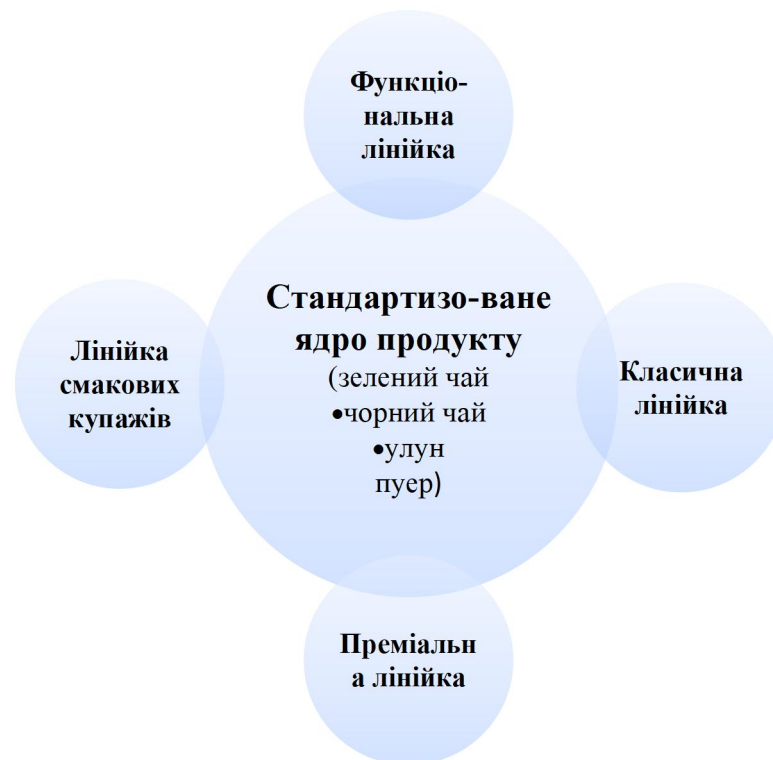 Функціо-
нальна
лінійка
Стандартизо-ване
ядро продукту
(зелений чай
•чорний чай
•улун
пуер)
Лінійка
смакових
купажів
Класична
лінійка
Преміальн
а лінійка